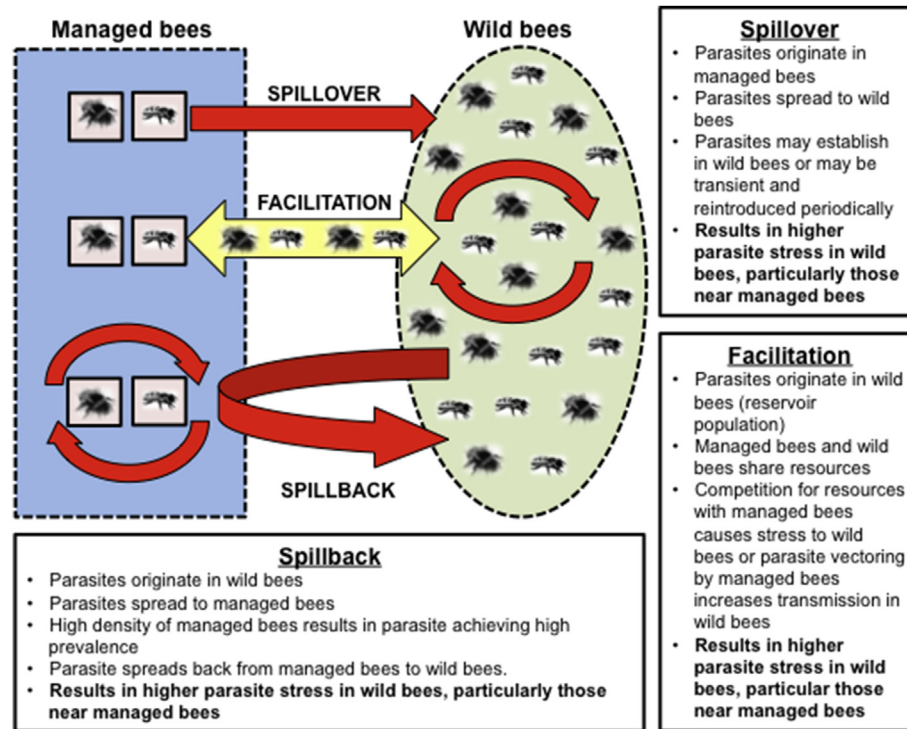 Managed bees
Wild bees
SPILLOVER
FACILITATION
SPILLBACK
Spillover
• Parasites originate in
managed bees
• Parasites spread to wild
bees
• Parasites may establish
in wild bees or may be
transient and
reintroduced periodically
• Results in higher
parasite stress in wild
bees, particularly those
near managed bees
Facilitation
• Parasites originate in wild
bees (reservoir
population)
• Managed bees and wild
bees share resources
• Competition for resources
with managed bees
causes stress to wild
bees or parasite vectoring
by managed bees
increases transmission in
wild bees
• Results in higher
parasite stress in wild
bees, particular those
near managed bees
Spillback
• Parasites originate in wild bees
• Parasites spread to managed bees
• High density of managed bees results in parasite achieving high
prevalence
• Parasite spreads back from managed bees to wild bees.
• Results in higher parasite stress in wild bees, particularly those
near managed bees